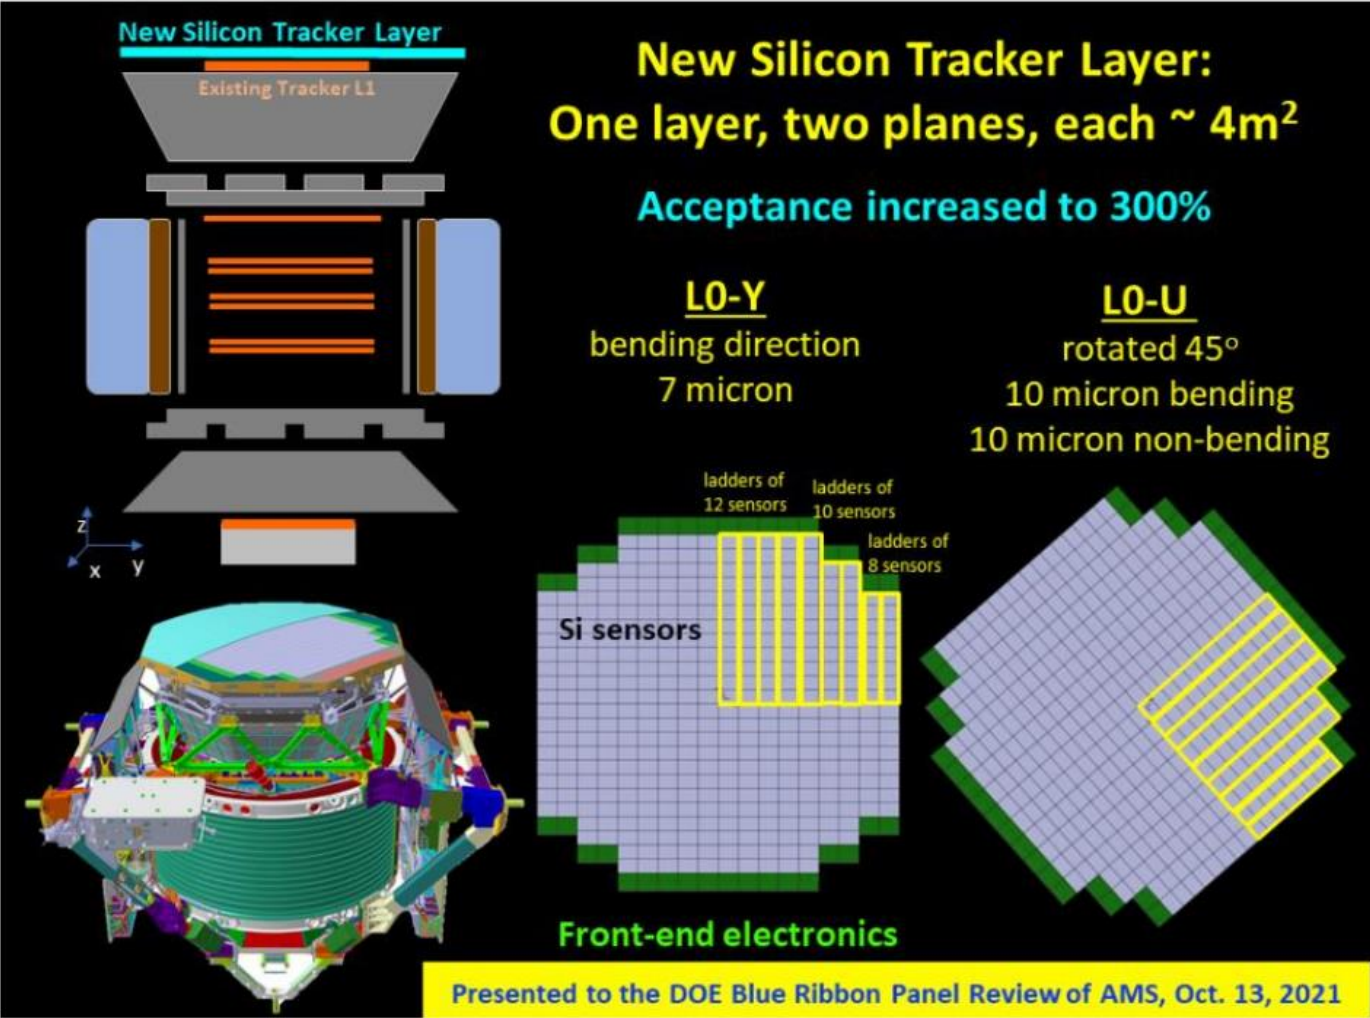 New Silicon Tracker Layer
Existing Tracker L1
z
x
y
New Silicon Tracker Layer:
One layer, two planes, each ~ 4m²
Acceptance increased to 300%
L0-Y
bending direction
7 micron
L0-U
rotated 45°
10 micron bending
10 micron non-bending
ladders of
12 sensors
ladders of
10 sensors
ladders of
8 sensors
Si sensors
Front-end electronics
Presented to the DOE Blue Ribbon Panel Review of AMS, Oct. 13, 2021